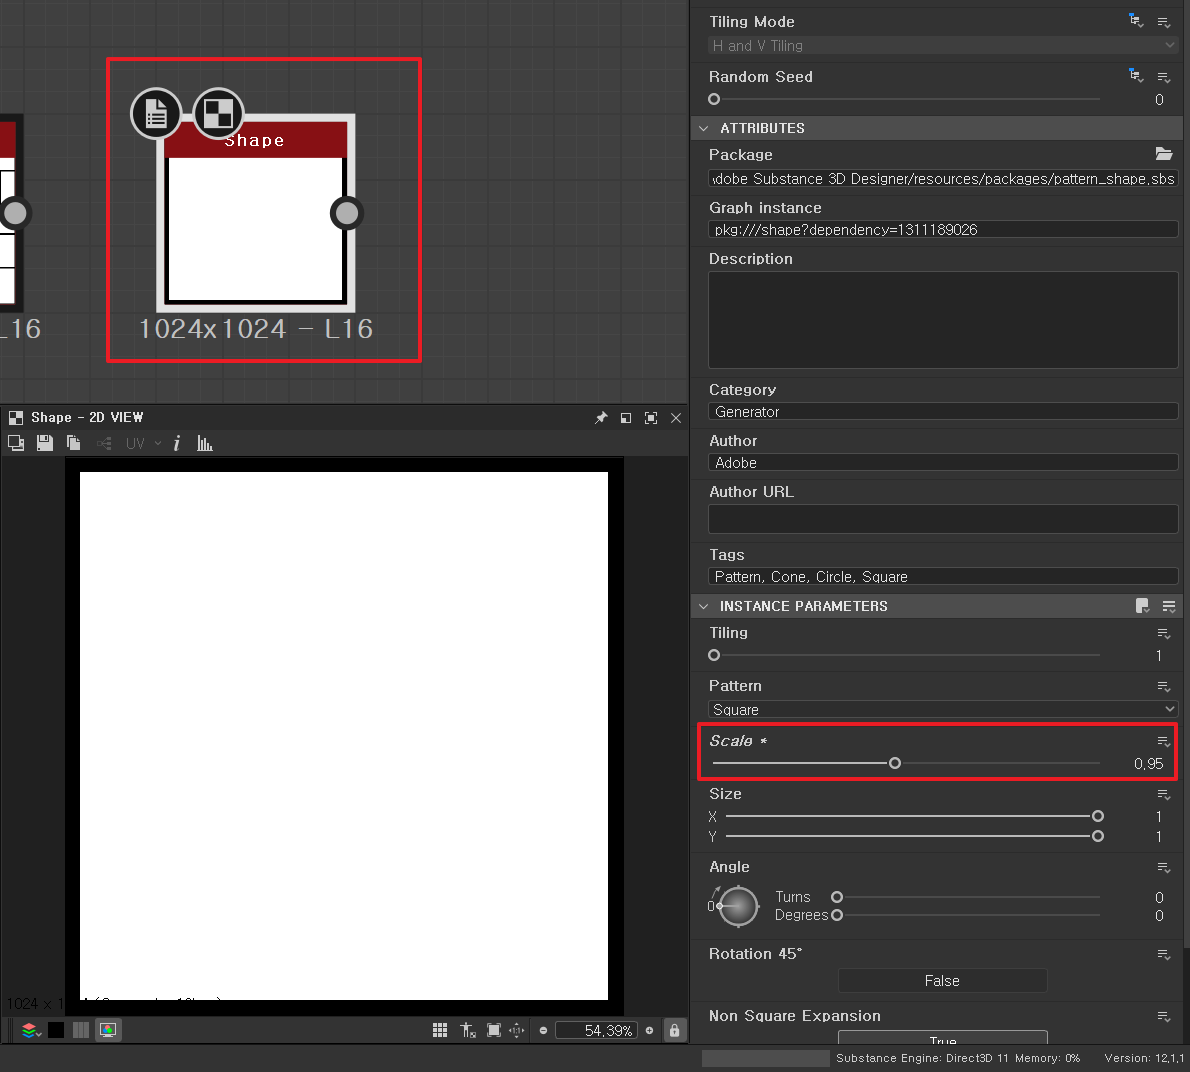 Shape
1024x1024 - L16
L16
Shape - 2D VIEW
UV
i
1024 x 1
54,39%
Tiling Mode
H and V Tiling
Random Seed
0
ATTRIBUTES
Package
dobe Substance 3D Designer/resources/packages/pattern_shape,sbs
Graph instance
pkg:///shape?dependency=1311189026
Description
Category
Generator
Author
Adobe
Author URL
Tags
Pattern, Cone, Circle, Square
INSTANCE PARAMETERS
Tiling
1
Pattern
Square
Scale *
0,95
Size
X 1
Y 1
Angle
0
Turns 0
Degrees 0
Rotation 45°
False
Non Square Expansion
True
Substance Engine: Direct3D 11 Memory: 0% Version: 12,1,1